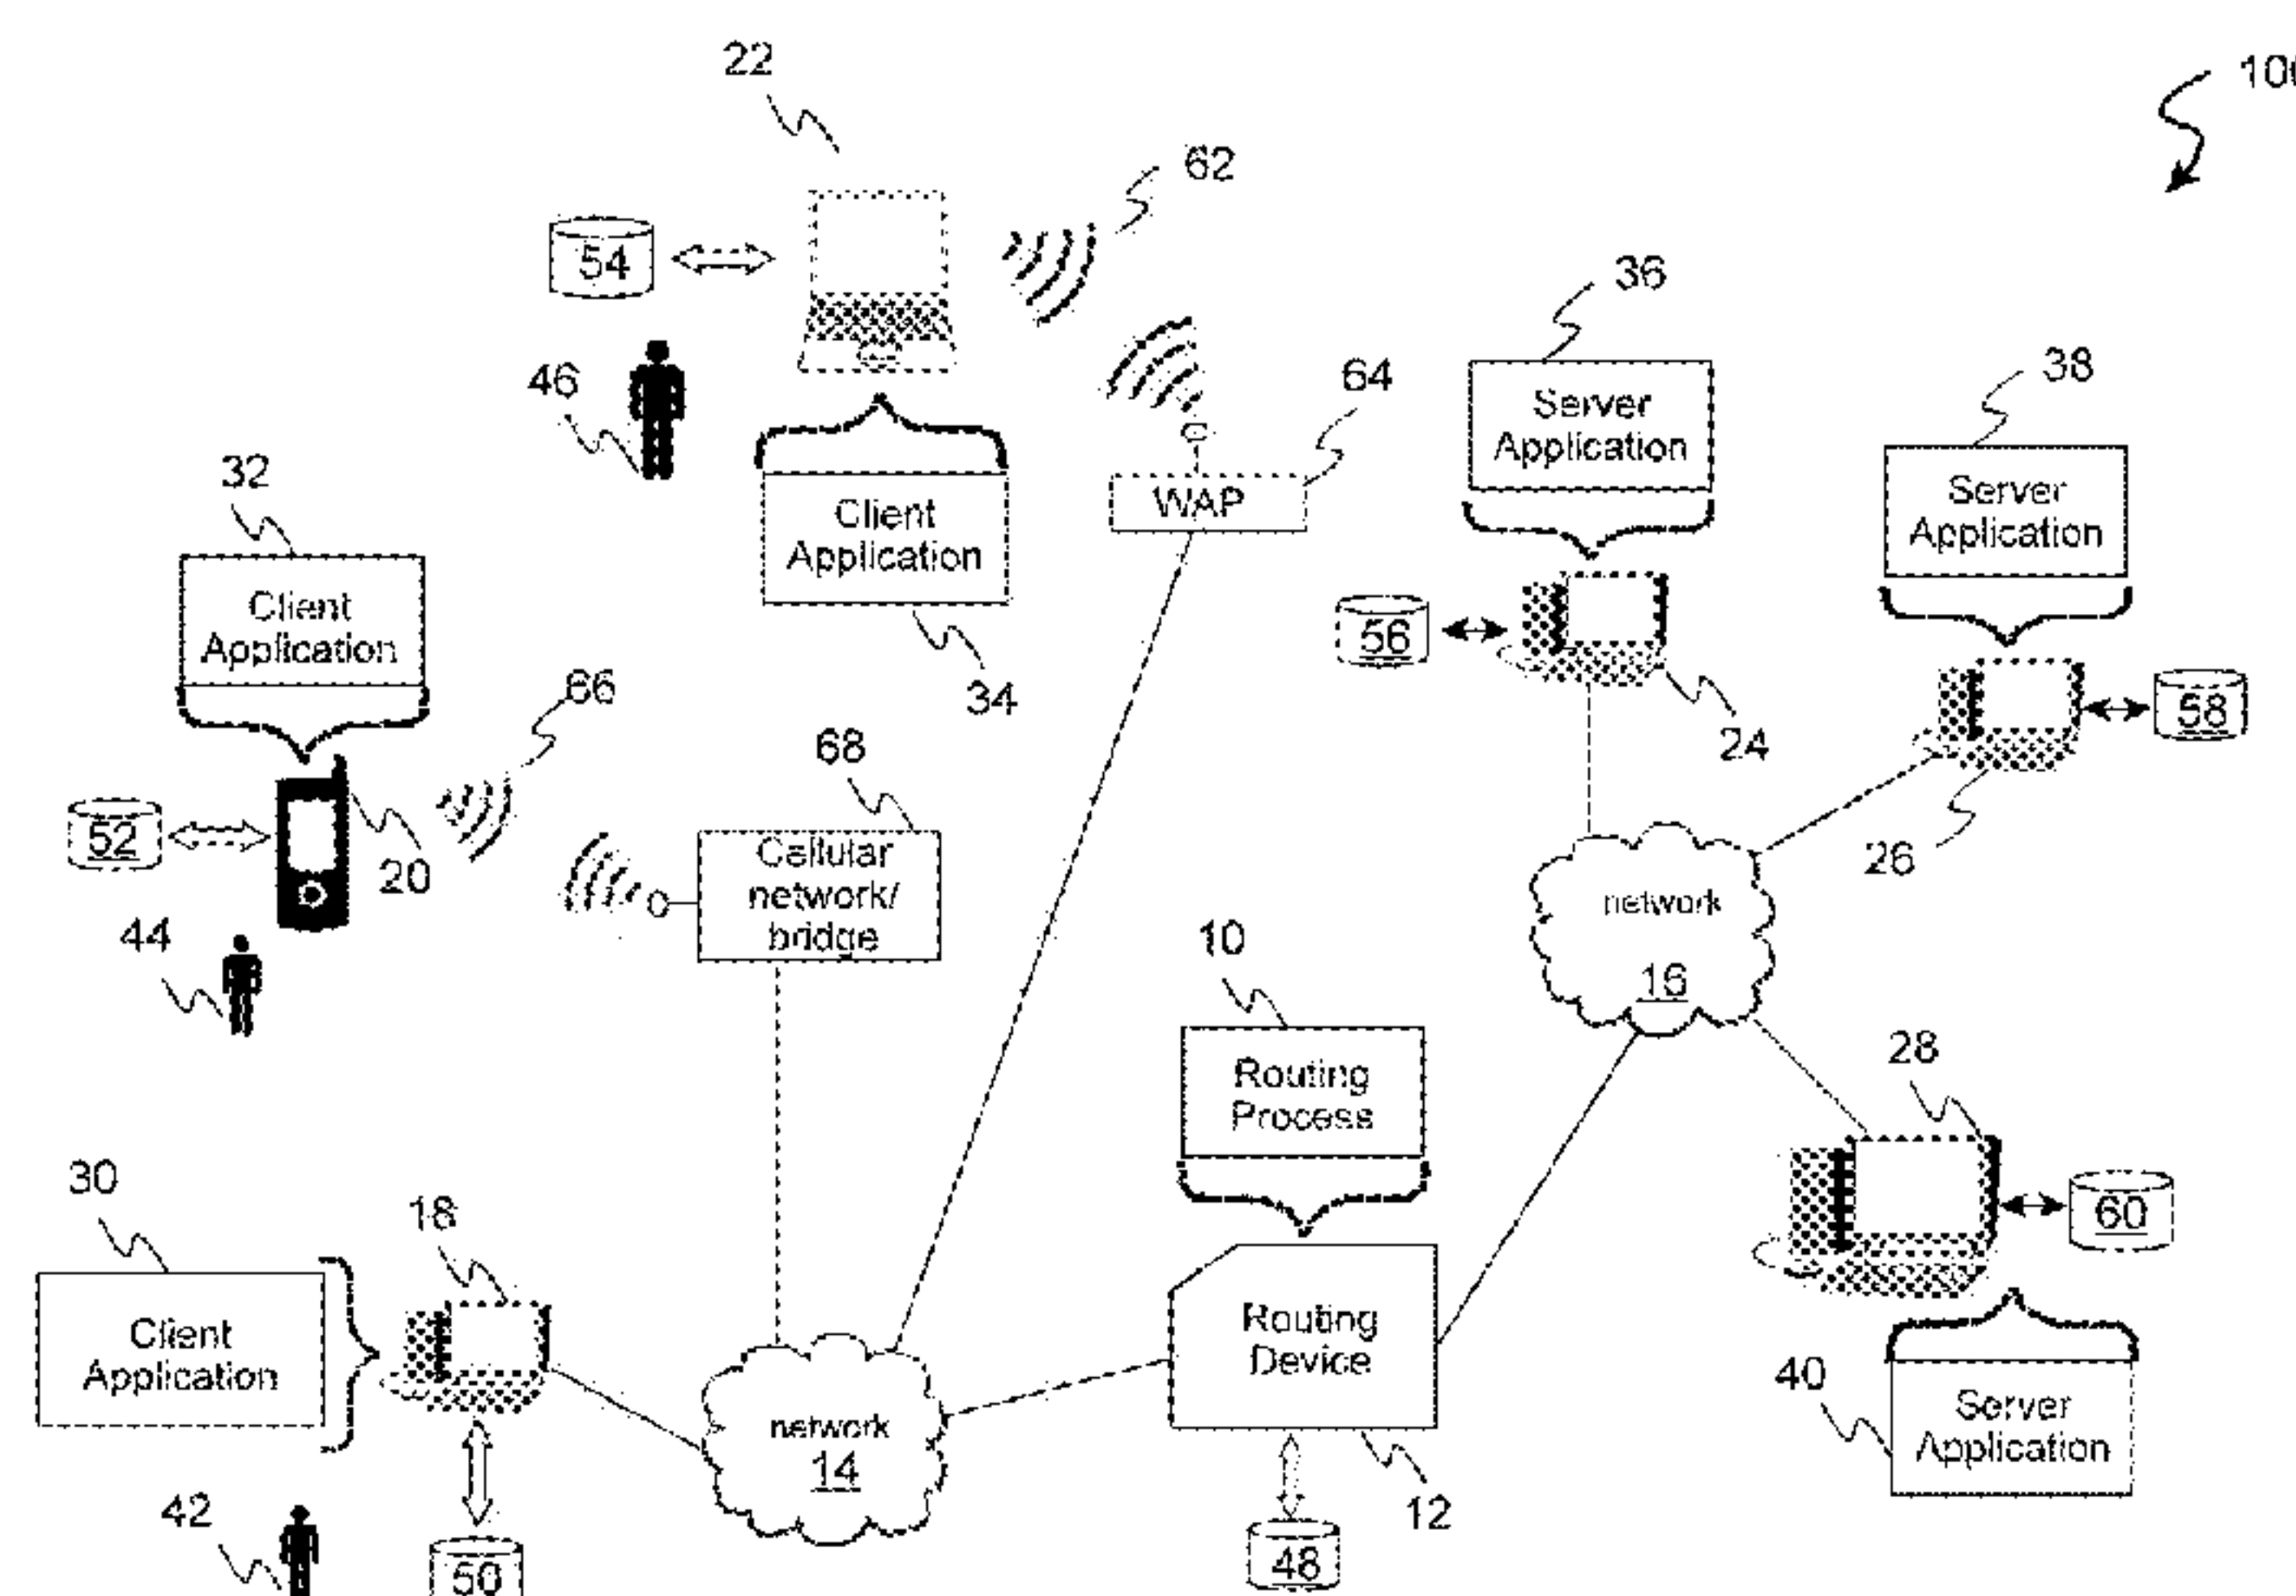 22
100
62
54
36
46
64
38
Server
Application
32
WAP
Server
Application
Client
Application
Client
Application
56
66
34
58
68
24
52
20
Cellular
network/
bridge
26
network
44
10
16
28
Routing
Process
30
18
60
Client
Application
Routing
Device
40
Server
Application
network
14
42
12
50
48